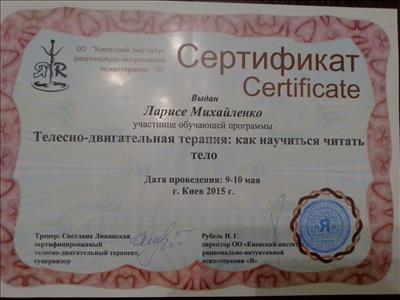 ОО "Киевский институт
рационально-интуитивной
психотерапии "Я"
Сертификат
Certificate
Выдан
Ларисе Михайленко
участнице обучающей программы
Телесно-двигательная терапия: как научиться читать
тело
Дата проведения: 9-10 мая
г. Киев 2015 г.
Тренер: Светлана Липинская
сертифицированный
телесно-двигательный терапевт,
супервизор
Рубель Н. Г.
директор ОО «Киевский институт
рационально-интуитивной
психотерапии «Я»
"Я"